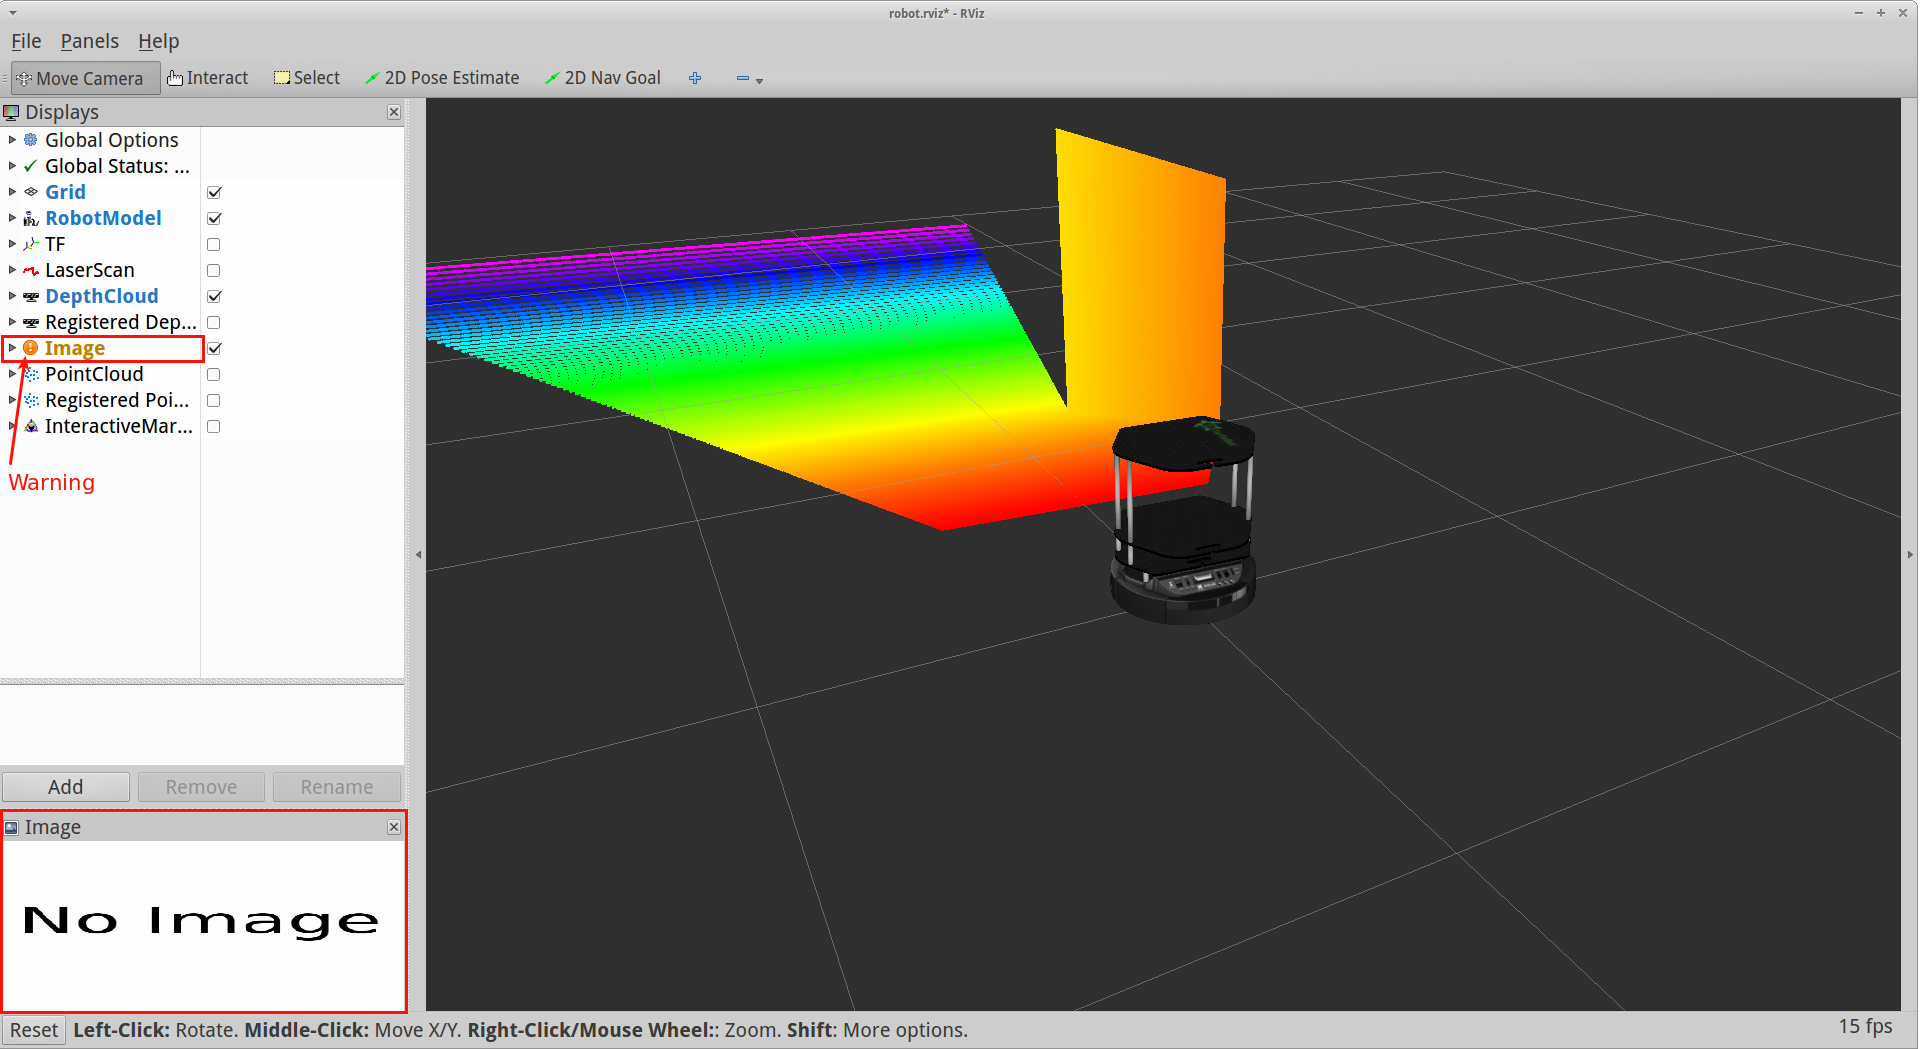 robot.rviz* - RViz
File Panels Help
Move Camera Interact Select 2D Pose Estimate 2D Nav Goal
Displays
Global Options
Global Status: ...
Grid
RobotModel
TF
LaserScan
DepthCloud
Registered Dep...
Image
PointCloud
Registered Poi...
InteractiveMar...
Warning
Add Remove Rename
Image
No Image
Reset Left-Click: Rotate. Middle-Click: Move X/Y. Right-Click/Mouse Wheel:: Zoom. Shift: More options. 15 fps